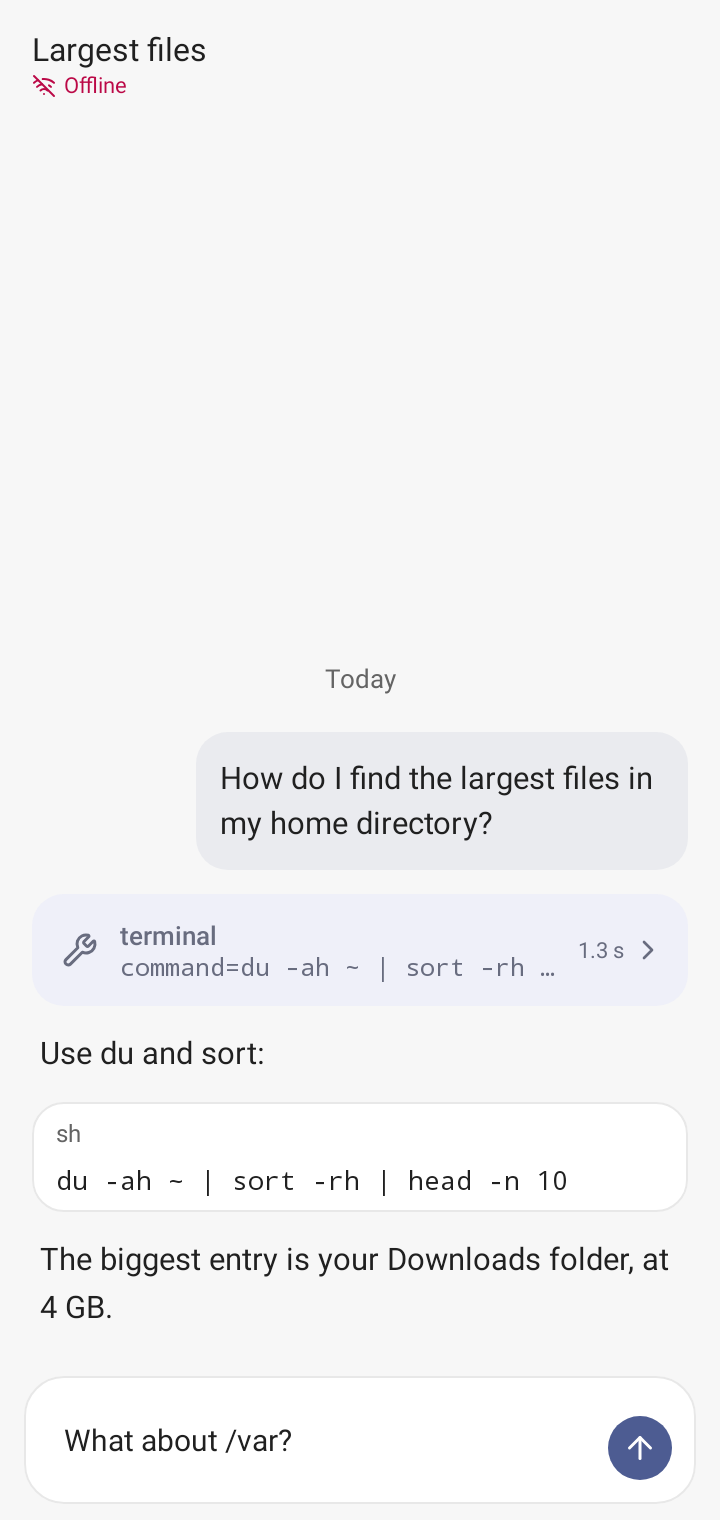 Largest files
Offline
Today
How do I find the largest files in
my home directory?
terminal
command=du -ah ~ | sort -rh …
1.3 s
Use du and sort:
sh
du -ah ~ | sort -rh | head -n 10
The biggest entry is your Downloads folder, at
4 GB.
What about /var?